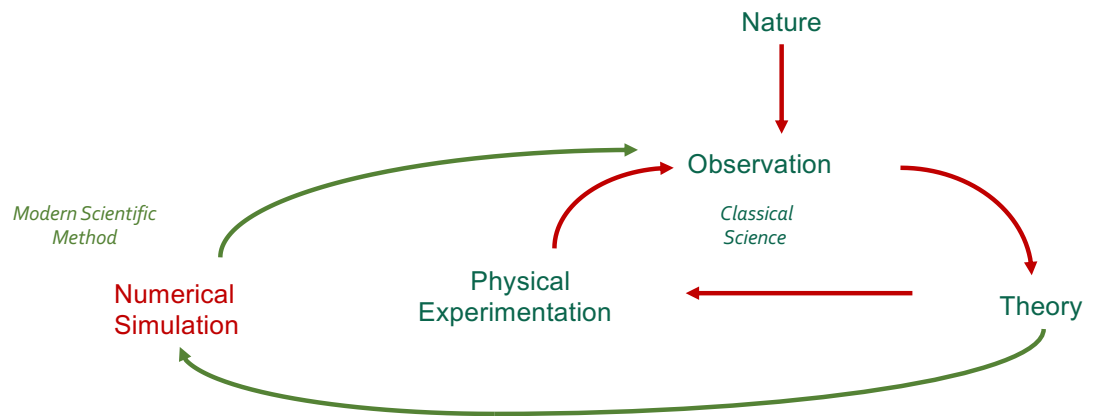 Nature
Observation
Modern Scientific
Method
Classical
Science
Physical
Experimentation
Numerical
Simulation
Theory